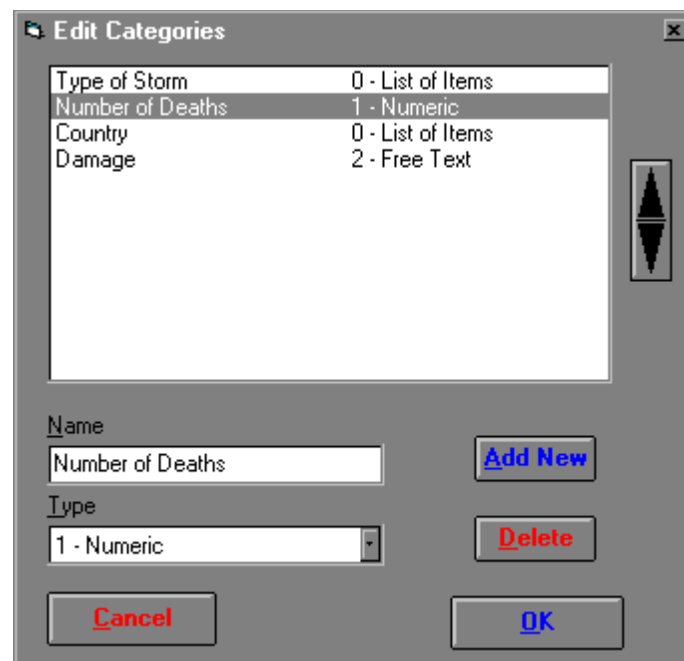 Edit Categories
Type of Storm 0 - List of Items
Number of Deaths 1 - Numeric
Country 0 - List of Items
Damage 2 - Free Text
Name
Number of Deaths
Add New
Type
1 - Numeric
Delete
Cancel
OK